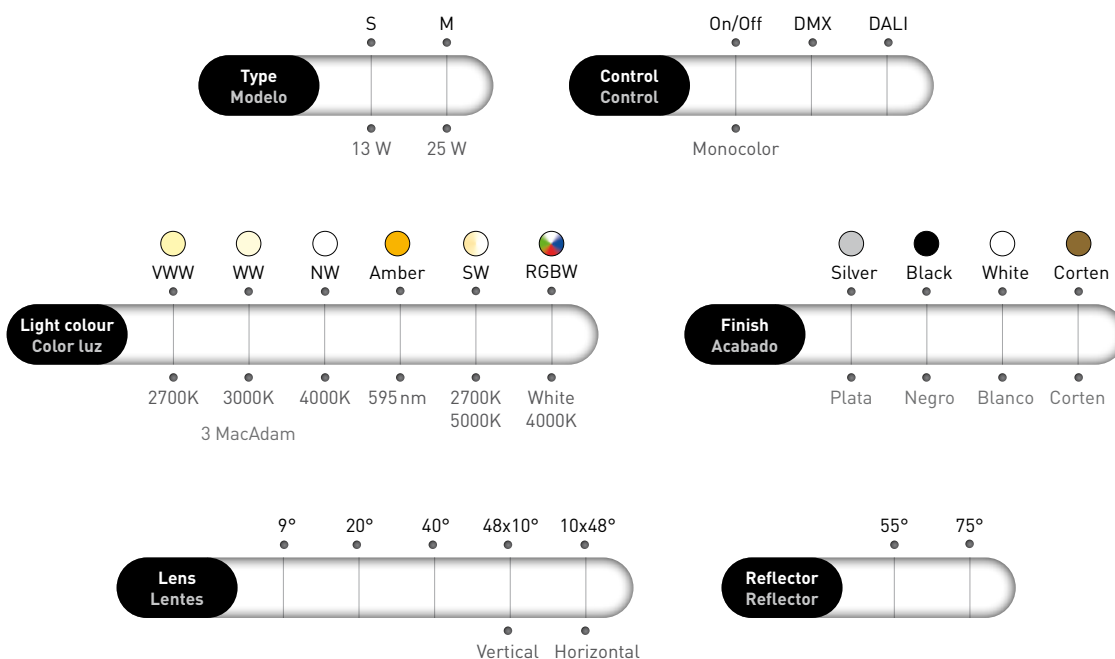 S M
Type
Modelo
13 W 25 W
On/Off DMX DALI
Control
Control
Monocolor
VWW WW NW Amber SW RGBW
Light colour
Color luz
2700K 3000K 4000K 595nm 2700K White
5000K 4000K
3 MacAdam
Silver Black White Corten
Finish
Acabado
Plata Negro Blanco Corten
9° 20° 40° 48x10° 10x48°
Lens
Lentes
Vertical Horizontal
55° 75°
Reflector
Reflector